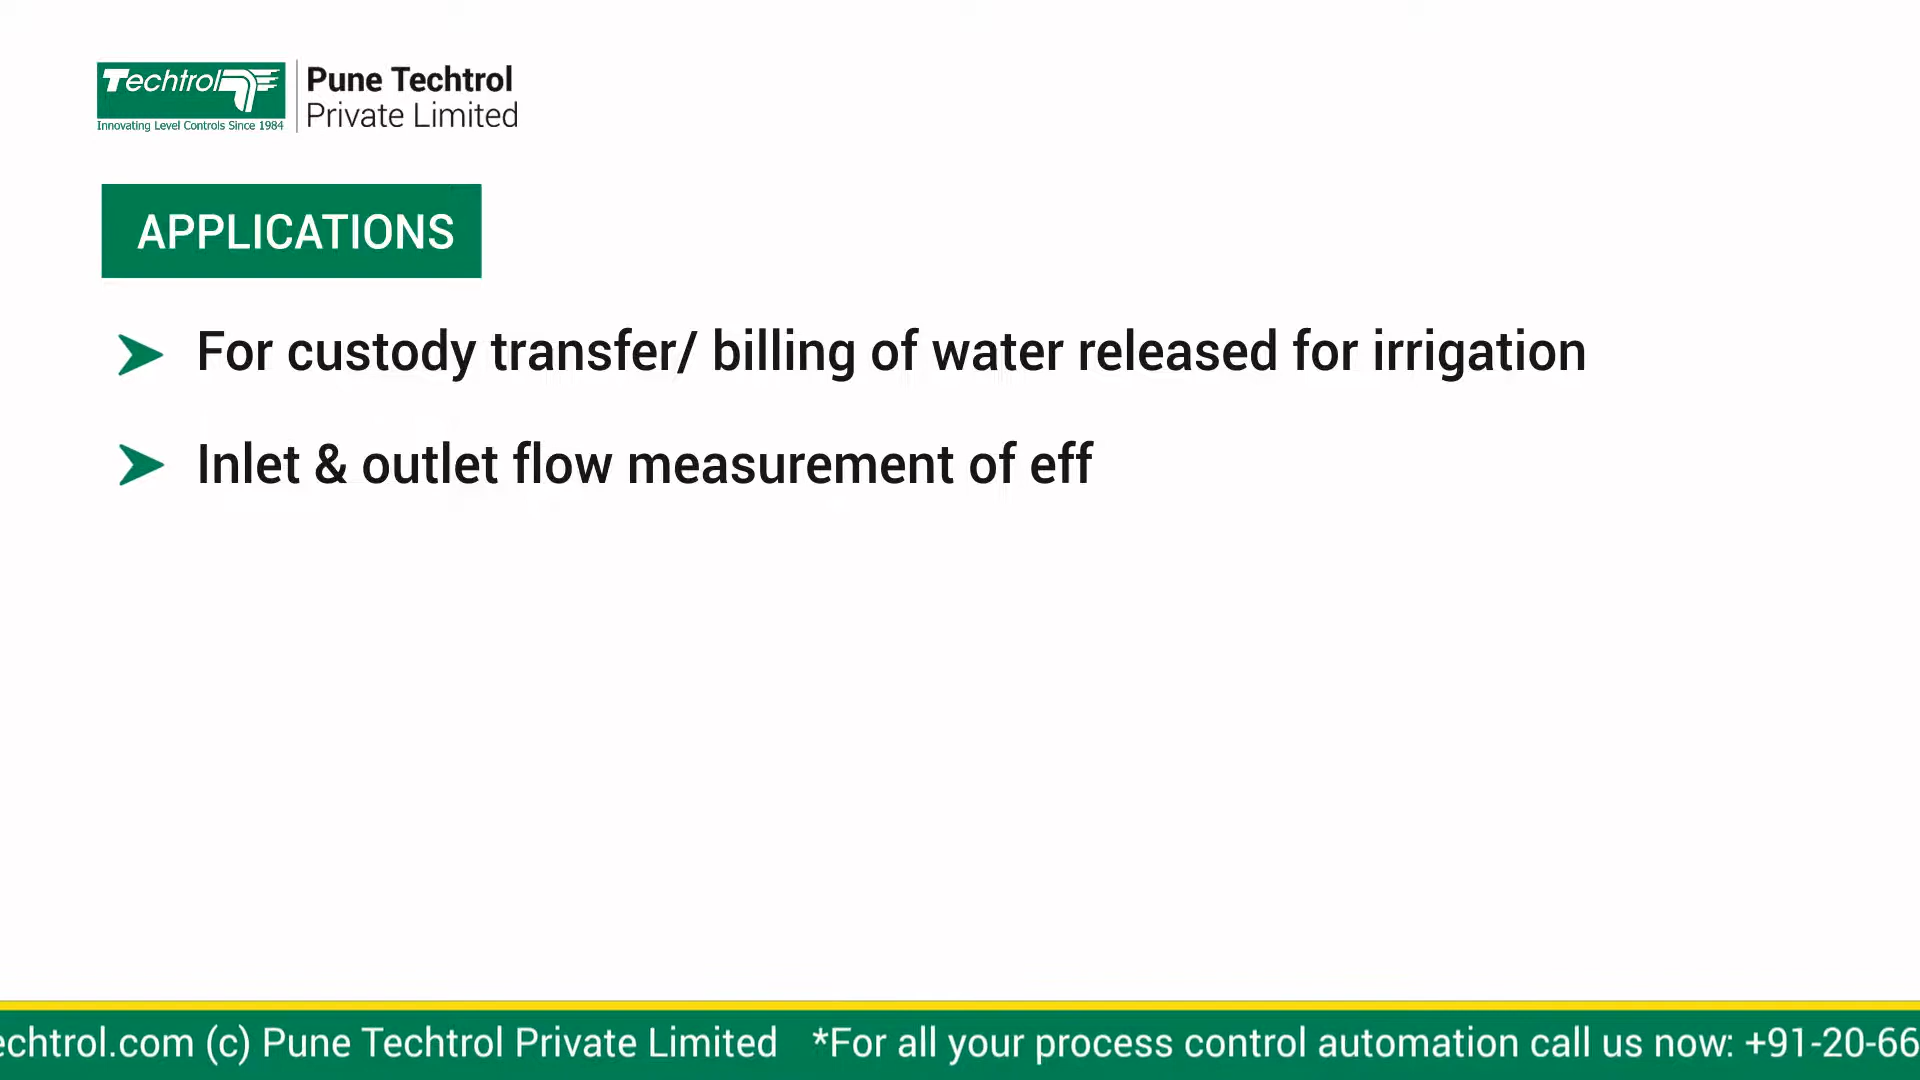 Techtrol
Innovating Level Controls Since 1984
Pune Techtrol
Private Limited
APPLICATIONS
For custody transfer/ billing of water released for irrigation
Inlet & outlet flow measurement of eff
echtrol.com (c) Pune Techtrol Private Limited *For all your process control automation call us now: +91-20-66